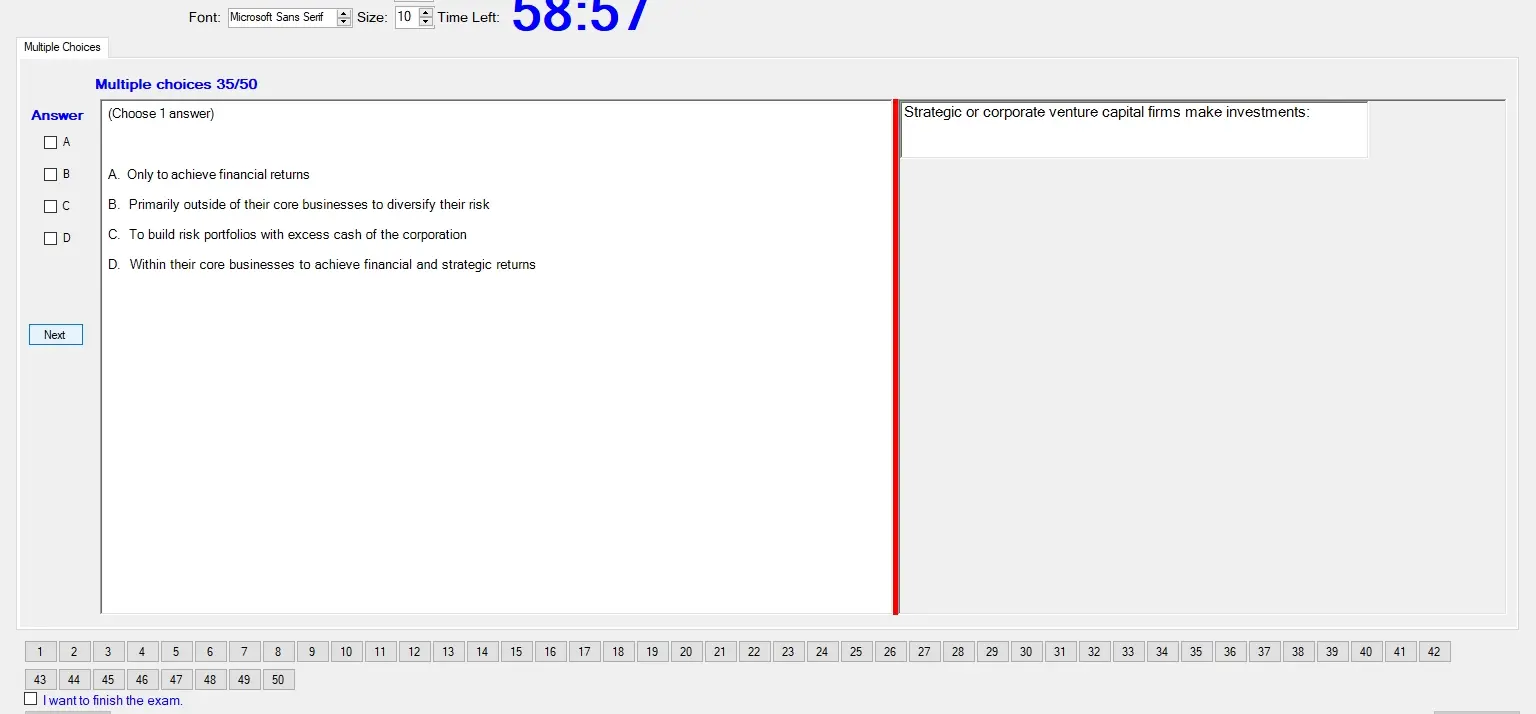 Font: Microsoft Sans Serif Size: 10 Time Left: 58:57
Multiple Choices
Multiple choices 35/50
Answer
A
B
C
D
Next
(Choose 1 answer)
A. Only to achieve financial returns
B. Primarily outside of their core businesses to diversify their risk
C. To build risk portfolios with excess cash of the corporation
D. Within their core businesses to achieve financial and strategic returns
Strategic or corporate venture capital firms make investments:
1 2 3 4 5 6 7 8 9 10 11 12 13 14 15 16 17 18 19 20 21 22 23 24 25 26 27 28 29 30 31 32 33 34 35 36 37 38 39 40 41 42
43 44 45 46 47 48 49 50
I want to finish the exam.